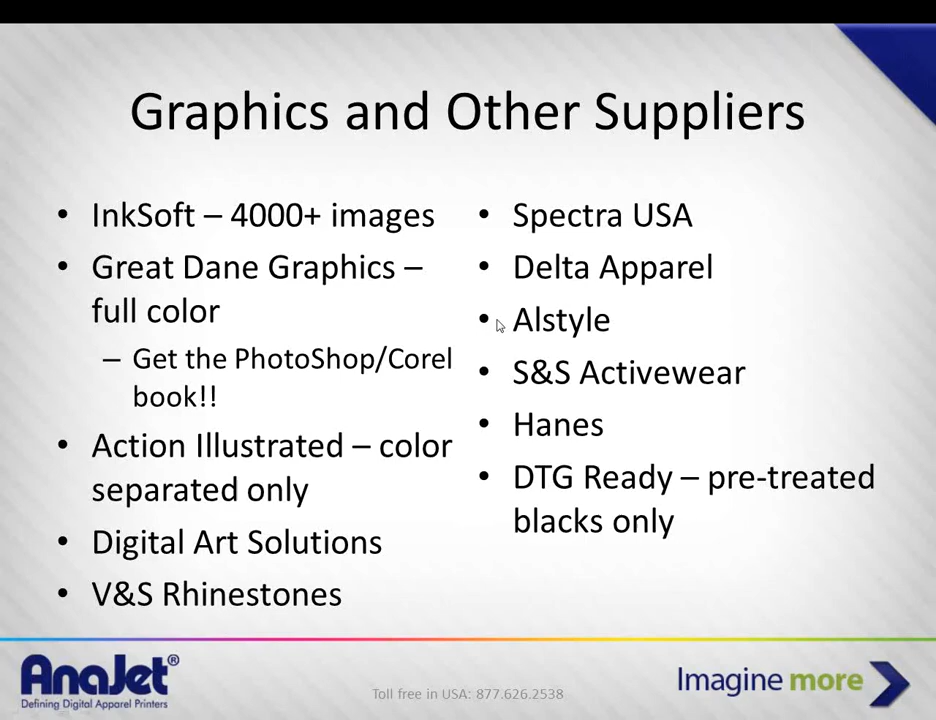 Graphics and Other Suppliers
• InkSoft – 4000+ images
• Great Dane Graphics –
full color
– Get the PhotoShop/Corel
book!!
• Action Illustrated – color
separated only
• Digital Art Solutions
• V&S Rhinestones
• Spectra USA
• Delta Apparel
• Alstyle
• S&S Activewear
• Hanes
• DTG Ready – pre-treated
blacks only
AnaJet®
Defining Digital Apparel Printers
Toll free in USA: 877.626.2538
Imagine more